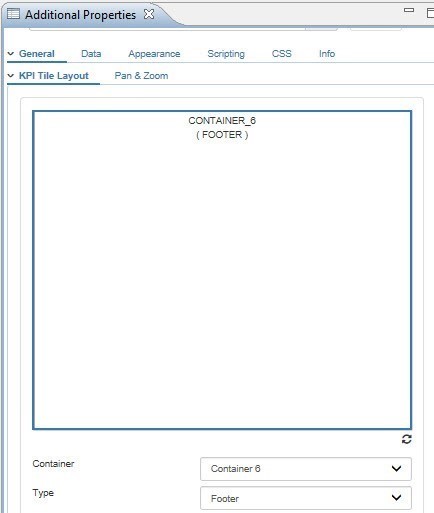 Additional Properties
General Data Appearance Scripting CSS Info
KPI Tile Layout Pan & Zoom
CONTAINER_6
( FOOTER )
Container Container 6
Type Footer